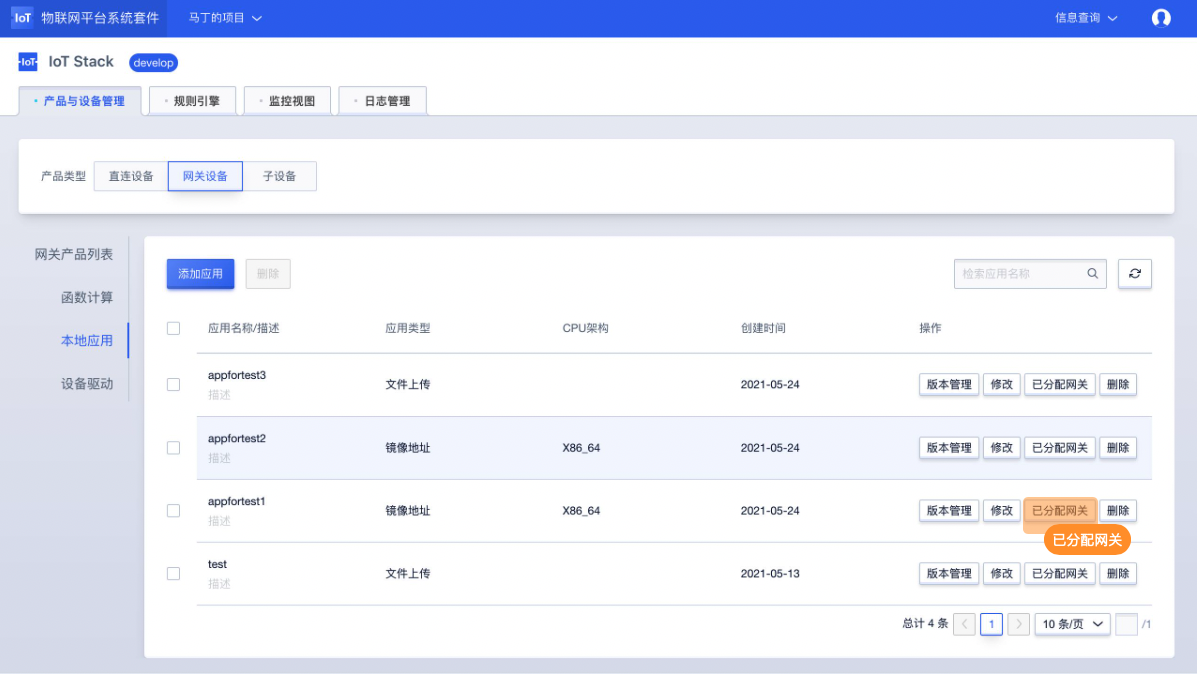 IoT 物联网平台系统套件 马丁的项目 信息查询
IoT IoT Stack develop
产品与设备管理 规则引擎 监控视图 日志管理
产品类型 直连设备 网关设备 子设备
网关产品列表
函数计算
本地应用
设备驱动
添加应用 删除 检索应用名称
应用名称/描述 应用类型 CPU架构 创建时间 操作
appfortest3
描述
文件上传 2021-05-24 版本管理 修改 已分配网关 删除
appfortest2
描述
镜像地址 X86_64 2021-05-24 版本管理 修改 已分配网关 删除
appfortest1
描述
镜像地址 X86_64 2021-05-24 版本管理 修改 已分配网关 删除
已分配网关
test
描述
文件上传 2021-05-13 版本管理 修改 已分配网关 删除
总计 4 条 1 10 条/页 /1